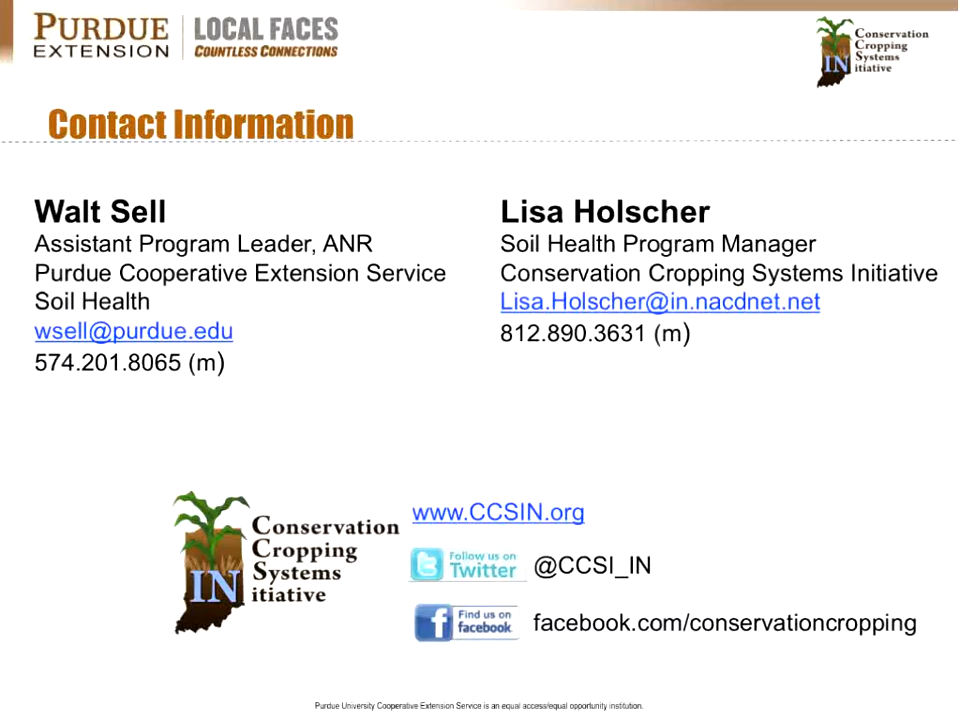 PURDUE
EXTENSION
LOCAL FACES
COUNTLESS CONNECTIONS
Conservation
Cropping
Systems
INitiative
Contact Information
Walt Sell
Assistant Program Leader, ANR
Purdue Cooperative Extension Service
Soil Health
wsell@purdue.edu
574.201.8065 (m)
Lisa Holscher
Soil Health Program Manager
Conservation Cropping Systems Initiative
Lisa.Holscher@in.nacdnet.net
812.890.3631 (m)
Conservation
Cropping
Systems
INitiative
www.CCSIN.org
Follow us on
Twitter
@CCSI_IN
Find us on
facebook
facebook.com/conservationcropping
Purdue University Cooperative Extension Service is an equal access/equal opportunity institution.